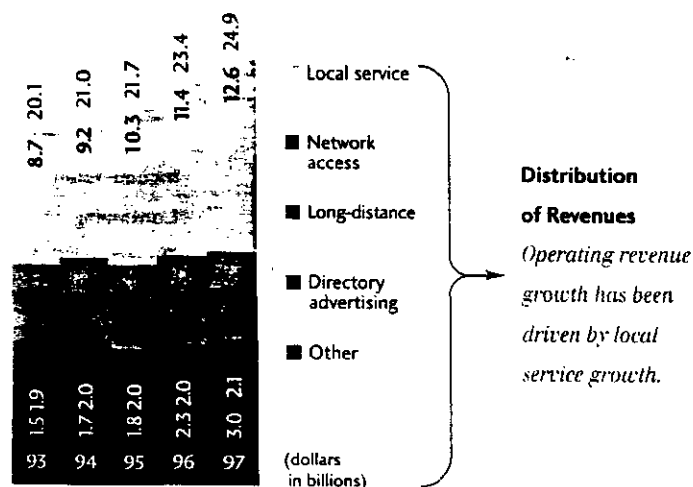 8.7 20.1
9.2 21.0
10.3 21.7
11.4 23.4
12.6 24.9
Local service
Network
access
Long-distance
Directory
advertising
Other
1.5 1.9
1.7 2.0
1.8 2.0
2.3 2.0
3.0 2.1
93 94 95 96 97
(dollars
in billions)
Distribution
of Revenues
Operating revenue
growth has been
driven by local
service growth.